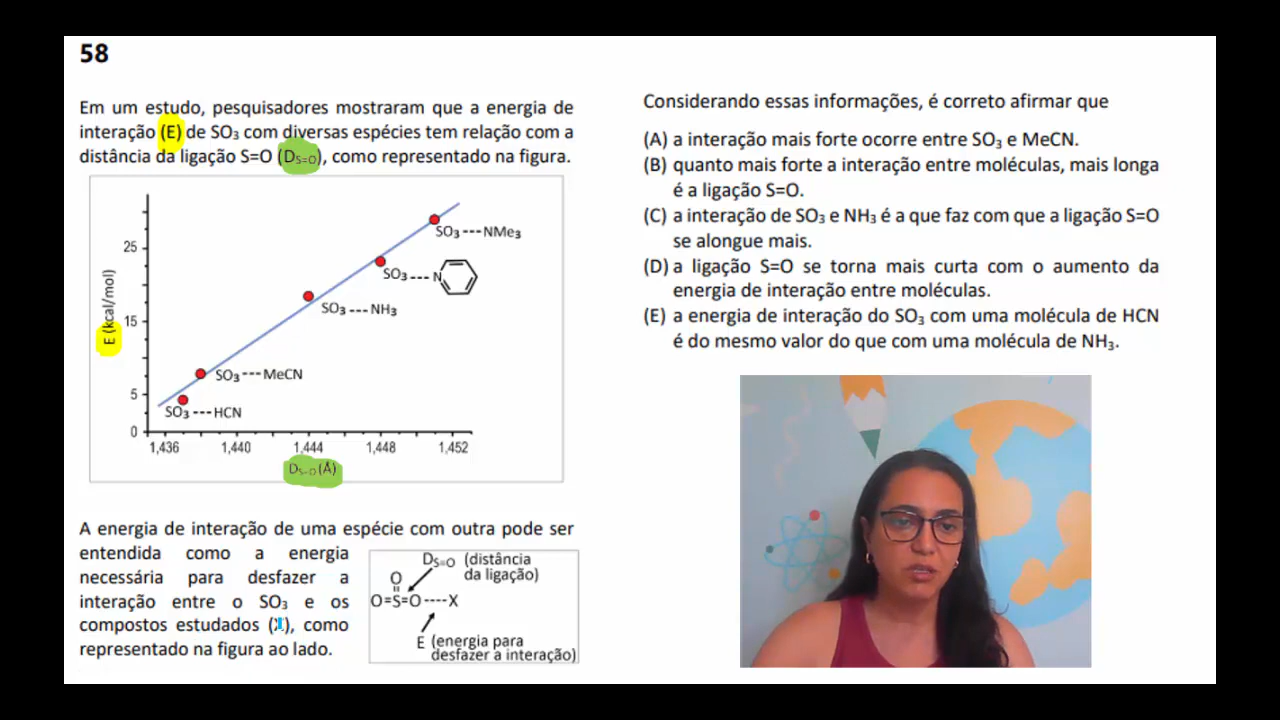 58
Em um estudo, pesquisadores mostraram que a energia de
interação (E) de SO₃ com diversas espécies tem relação com a
distância da ligação S=O (D_S=O), como representado na figura.
E (kcal/mol)
25
15
5
0
SO₃---NMe₃
SO₃---N
SO₃---NH₃
SO₃---MeCN
SO₃---HCN
1,436 1,440 1,444 1,448 1,452
D_S=O (Å)
A energia de interação de uma espécie com outra pode ser
entendida como a energia
necessária para desfazer a
interação entre o SO₃ e os
compostos estudados (X), como
representado na figura ao lado.
D_S=O (distância
da ligação)
O
O=S=O----X
E (energia para
desfazer a interação)
Considerando essas informações, é correto afirmar que
(A) a interação mais forte ocorre entre SO₃ e MeCN.
(B) quanto mais forte a interação entre moléculas, mais longa
é a ligação S=O.
(C) a interação de SO₃ e NH₃ é a que faz com que a ligação S=O
se alongue mais.
(D) a ligação S=O se torna mais curta com o aumento da
energia de interação entre moléculas.
(E) a energia de interação do SO₃ com uma molécula de HCN
é do mesmo valor do que com uma molécula de NH₃.